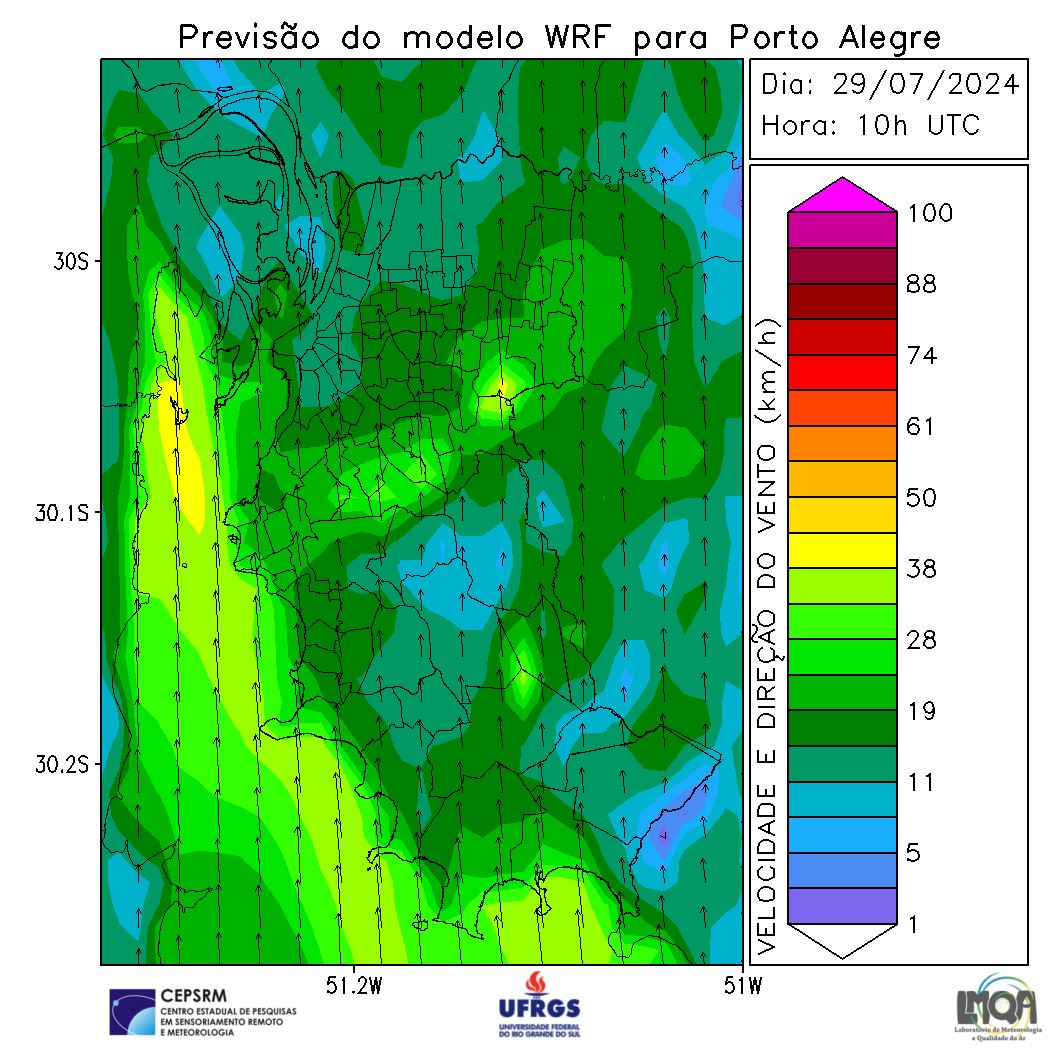 Previsão do modelo WRF para Porto Alegre
Dia: 29/07/2024
Hora: 10h UTC
30S
30.1S
30.2S
51.2W
51W
VELOCIDADE E DIREÇÃO DO VENTO (km/h)
100
88
74
61
50
38
28
19
11
5
1
CEPSRM
CENTRO ESTADUAL DE PESQUISAS
EM SENSORIAMENTO REMOTO
E METEOROLOGIA
UFRGS
UNIVERSIDADE FEDERAL
DO RIO GRANDE DO SUL
LMQA
Laboratório de Meteorologia
e Qualidade do Ar